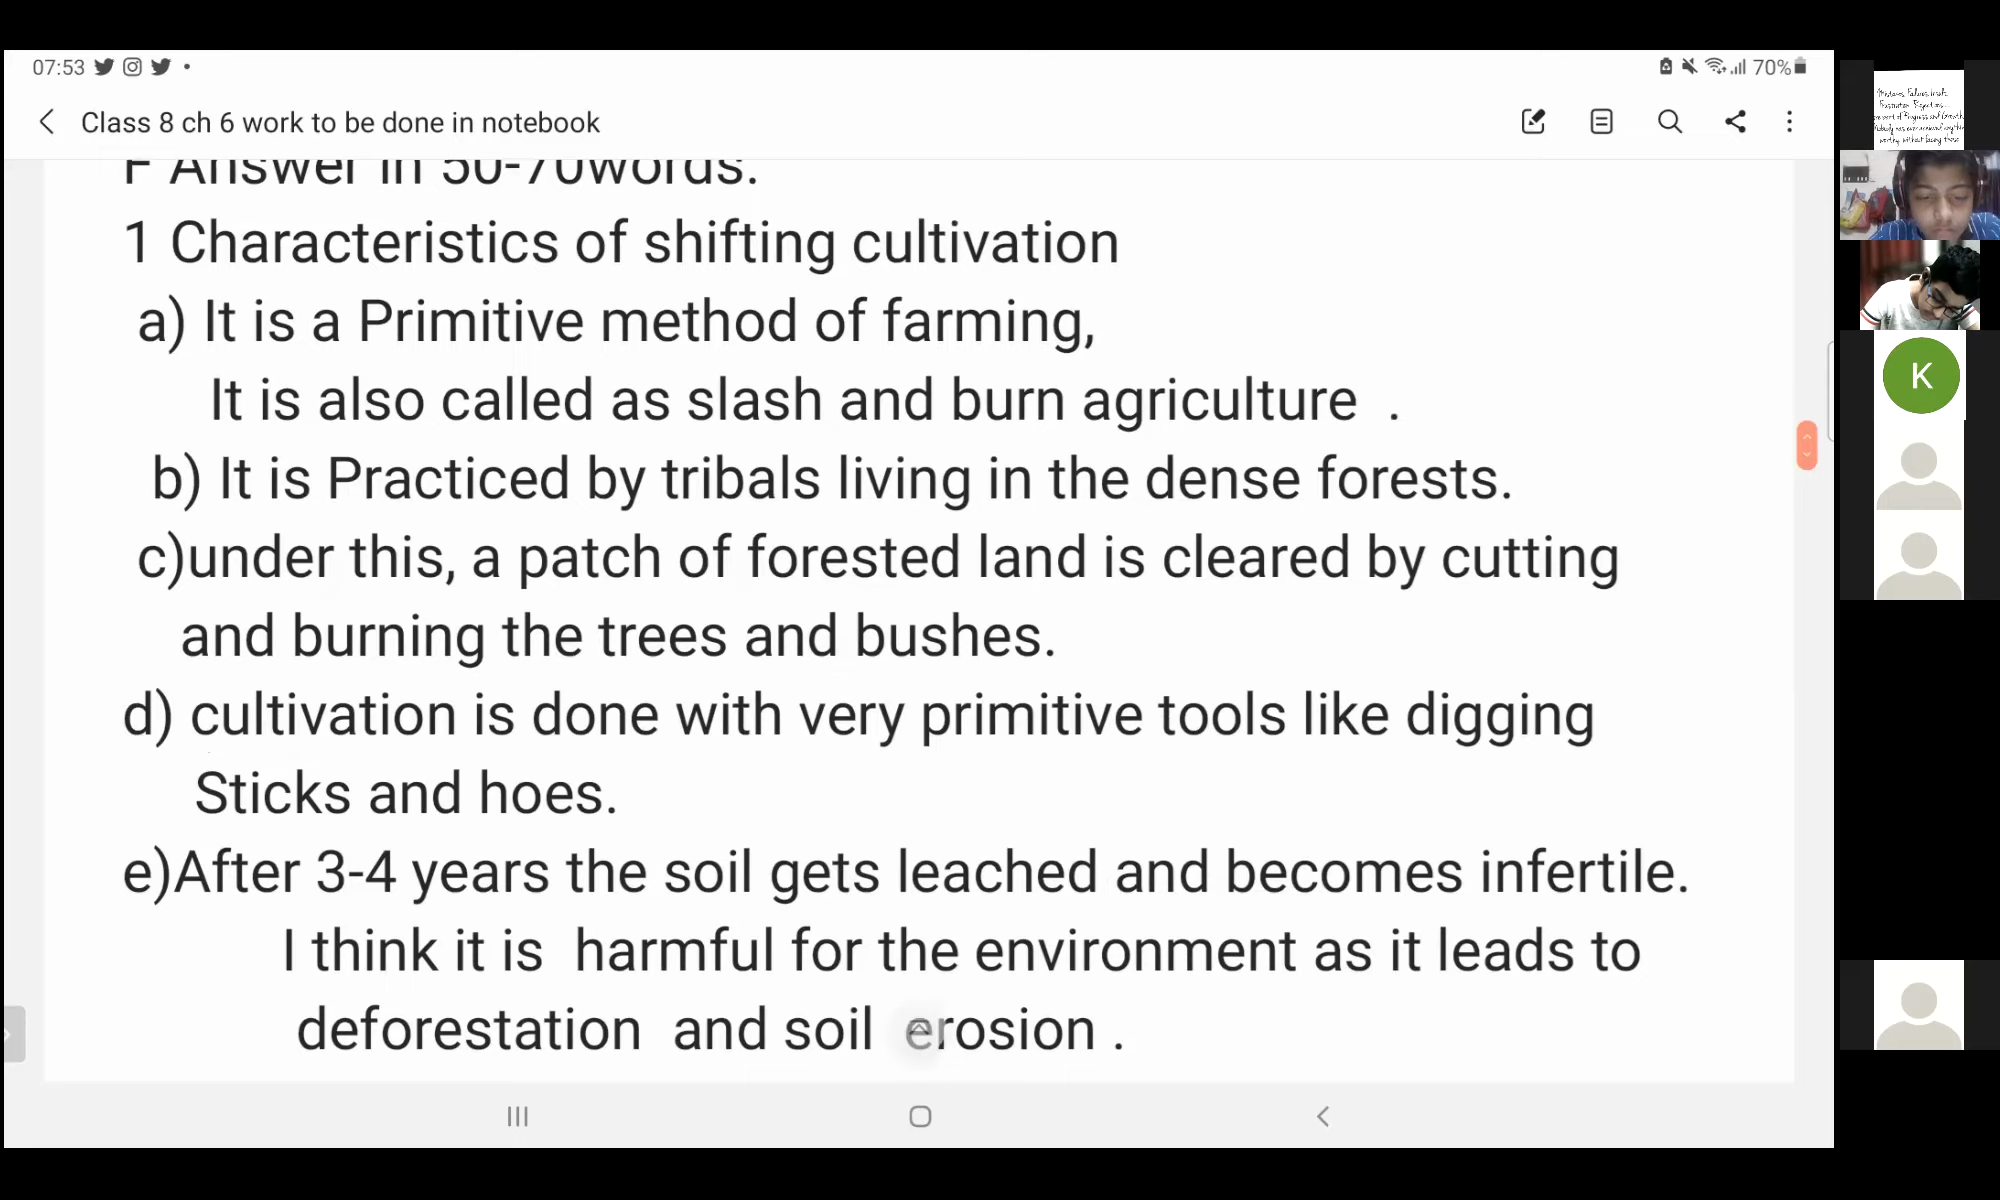 07:53
70%
Class 8 ch 6 work to be done in notebook
F Answer in 50-70words.
1 Characteristics of shifting cultivation
a) It is a Primitive method of farming,
It is also called as slash and burn agriculture .
b) It is Practiced by tribals living in the dense forests.
c)under this, a patch of forested land is cleared by cutting
and burning the trees and bushes.
d) cultivation is done with very primitive tools like digging
Sticks and hoes.
e)After 3-4 years the soil gets leached and becomes infertile.
I think it is harmful for the environment as it leads to
deforestation and soil erosion .
K